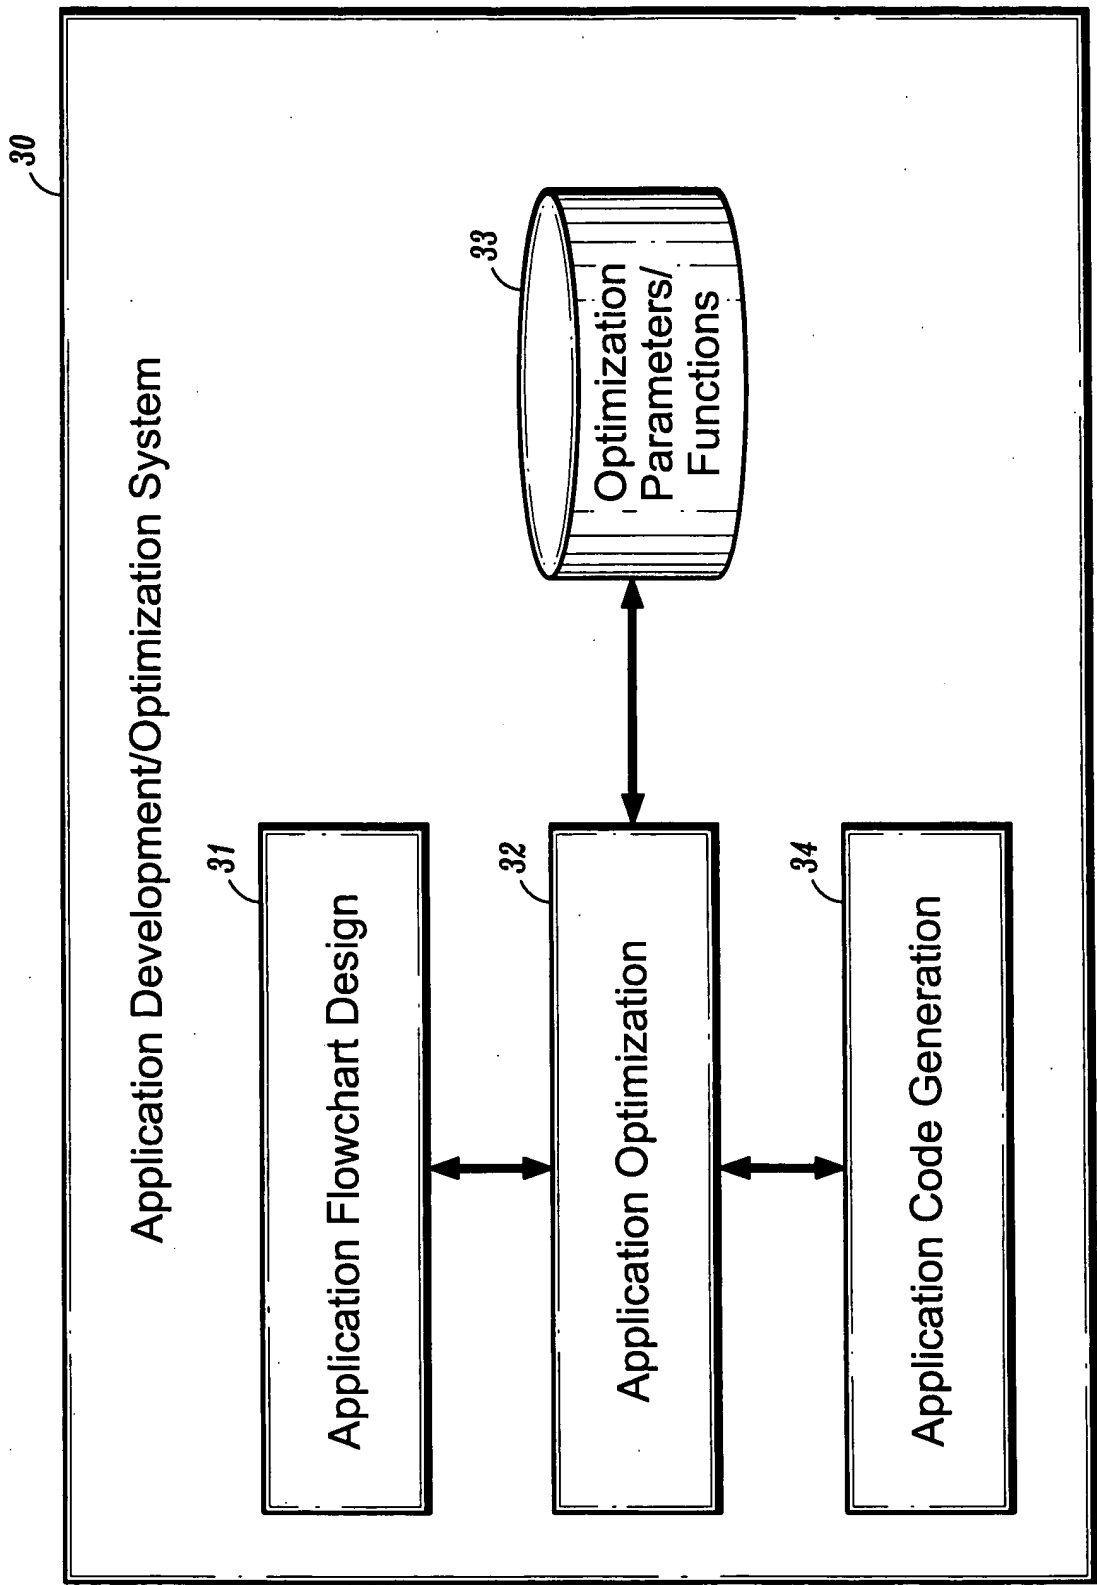 30
Application Development/Optimization System
31
Application Flowchart Design
32
Application Optimization
33
Optimization
Parameters/
Functions
34
Application Code Generation